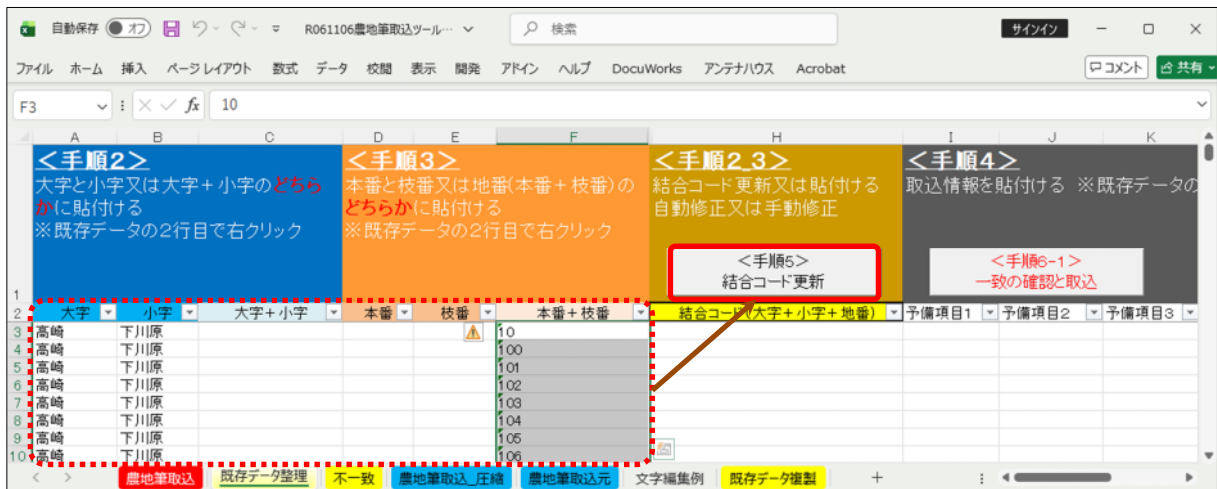 自動保存 オフ R061106農地筆取込ツール… 検索 サインイン
ファイル ホーム 挿入 ページ レイアウト 数式 データ 校閲 表示 開発 アドイン ヘルプ DocuWorks アンテナハウス Acrobat コメント 共有
F3 fx 10
A B C D E F H I J K
<手順2>
大字と小字又は大字+小字のどちら
かに貼付ける
※既存データの2行目で右クリック
<手順3>
本番と枝番又は地番(本番+枝番)の
どちらかに貼付ける
※既存データの2行目で右クリック
<手順2_3>
結合コード更新又は貼付ける
自動修正又は手動修正
<手順5>
結合コード更新
<手順4>
取込情報を貼付ける ※既存データの
<手順6-1>
一致の確認と取込
1
2 大字 小字 大字+小字 本番 枝番 本番+枝番 結合コード(大字+小字+地番) 予備項目1 予備項目2 予備項目3
3 高崎 下川原 10
4 高崎 下川原 100
5 高崎 下川原 101
6 高崎 下川原 102
7 高崎 下川原 103
8 高崎 下川原 104
9 高崎 下川原 105
10 高崎 下川原 106
農地筆取込 既存データ整理 不一致 農地筆取込_圧縮 農地筆取込元 文字編集例 既存データ複製